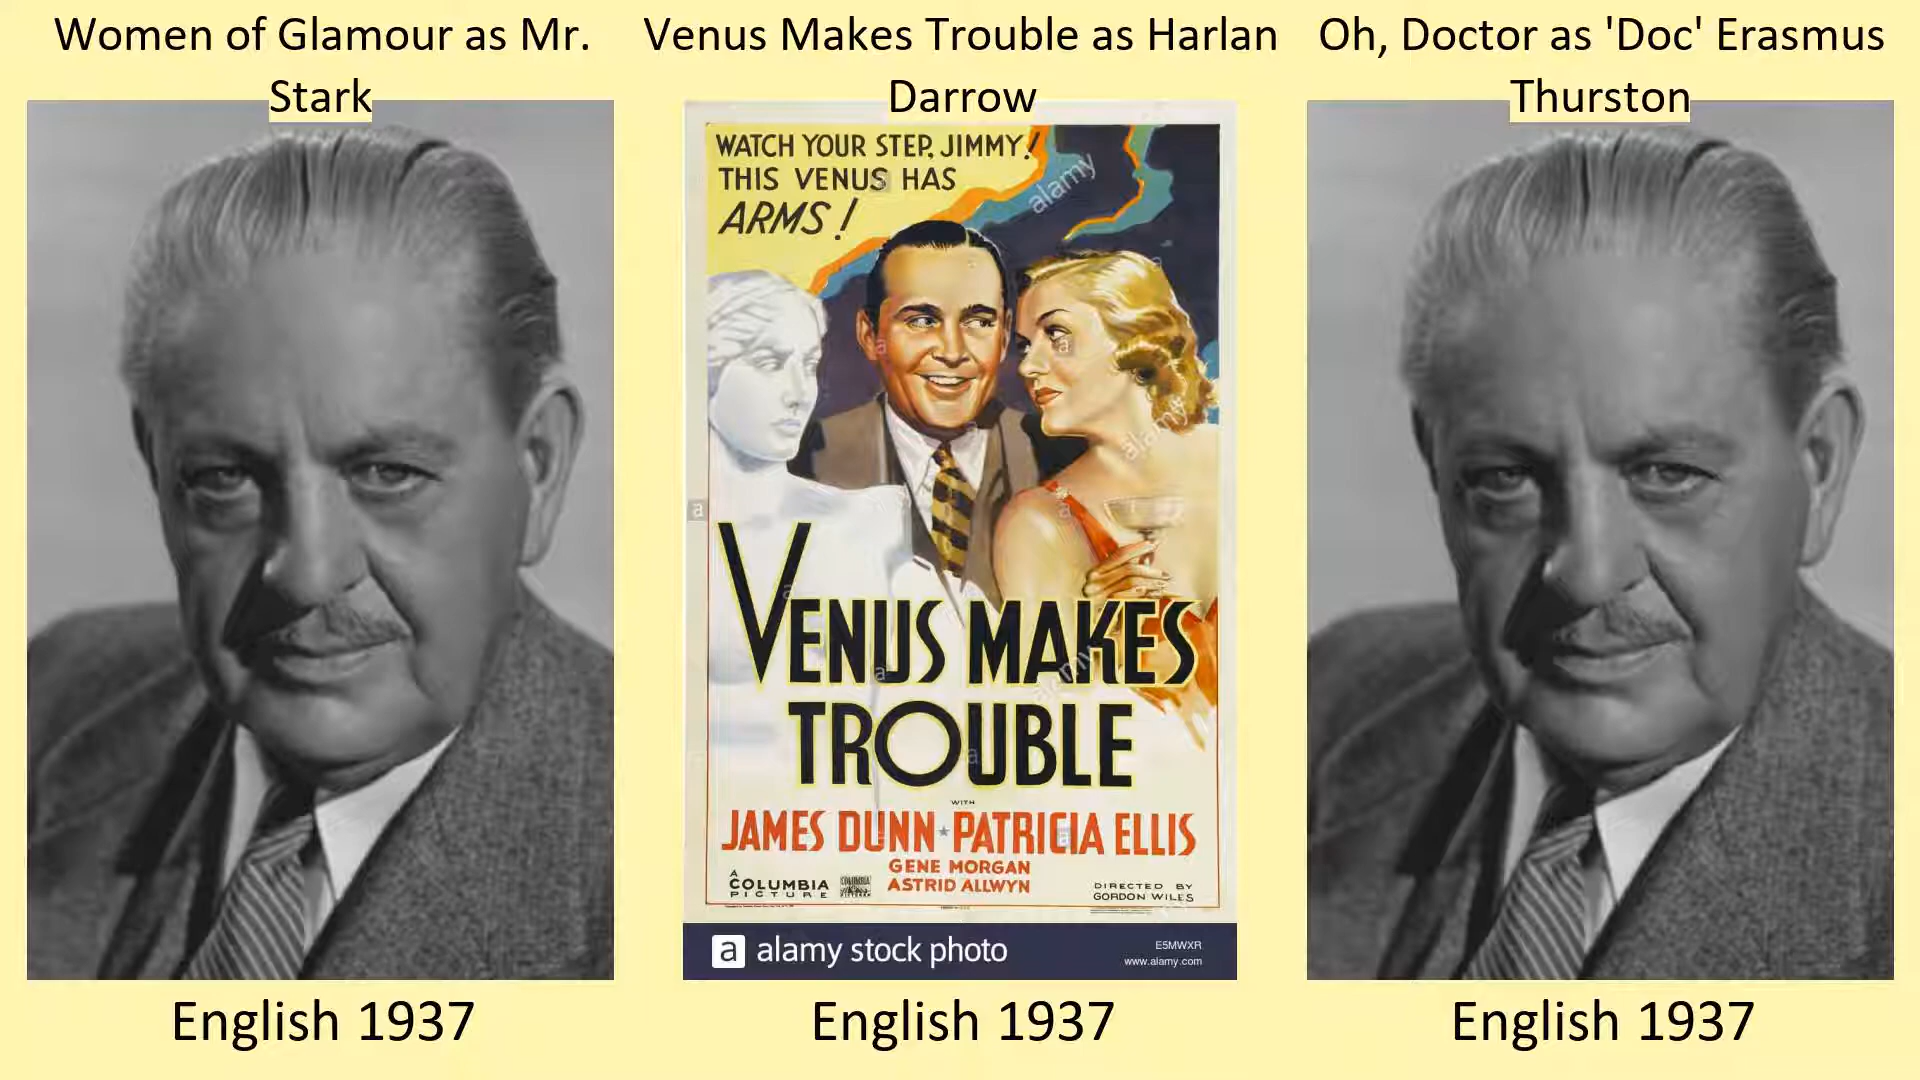 Women of Glamour as Mr.
Stark
English 1937
Venus Makes Trouble as Harlan
Darrow
WATCH YOUR STEP, JIMMY!
THIS VENUS HAS
ARMS!
alamy
a
alamy
a
alamy
VENUS MAKES
TROUBLE
WITH
JAMES DUNN ★ PATRICIA ELLIS
GENE MORGAN
ASTRID ALLWYN
A
COLUMBIA
PICTURE
DIRECTED BY
GORDON WILES
a alamy stock photo
E5MWXR
www.alamy.com
English 1937
Oh, Doctor as 'Doc' Erasmus
Thurston
English 1937